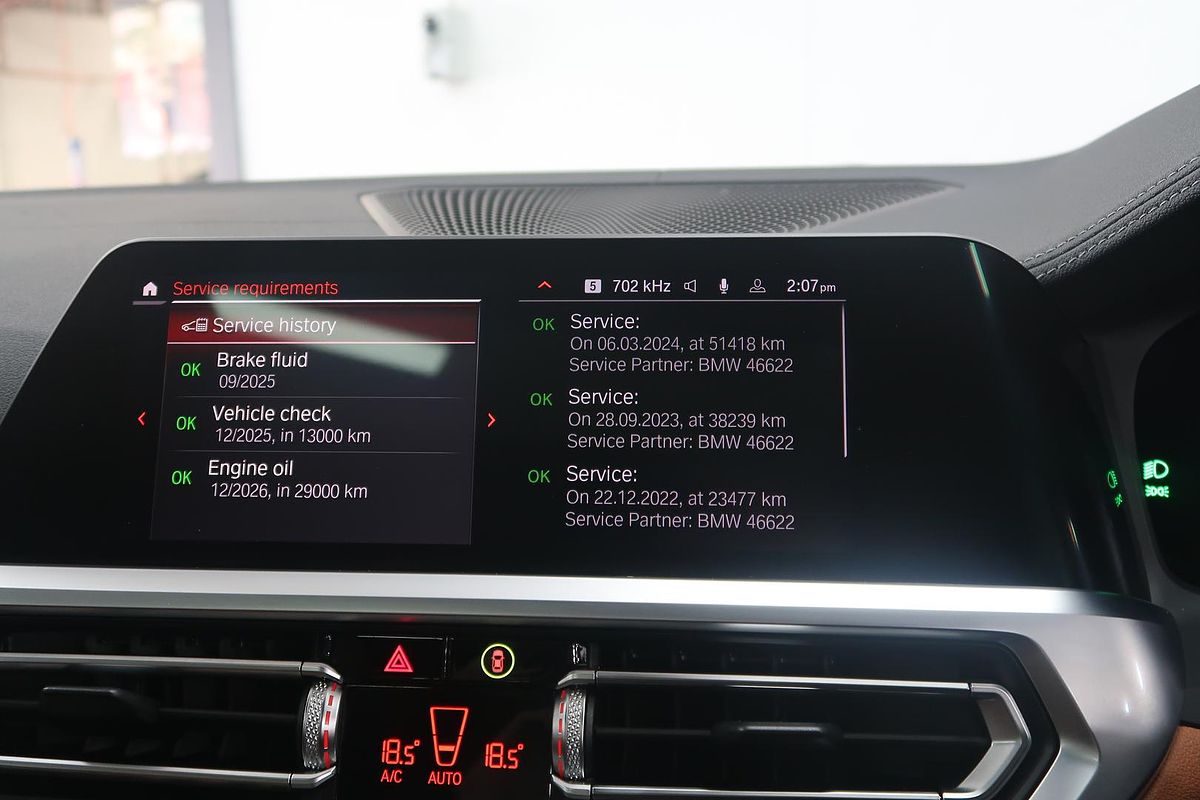 Service requirements
Service history
OK Brake fluid
09/2025
OK Vehicle check
12/2025, in 13000 km
OK Engine oil
12/2026, in 29000 km
5 702 kHz 2:07pm
OK Service:
On 06.03.2024, at 51418 km
Service Partner: BMW 46622
OK Service:
On 28.09.2023, at 38239 km
Service Partner: BMW 46622
OK Service:
On 22.12.2022, at 23477 km
Service Partner: BMW 46622
18.5° 18.5°
A/C AUTO